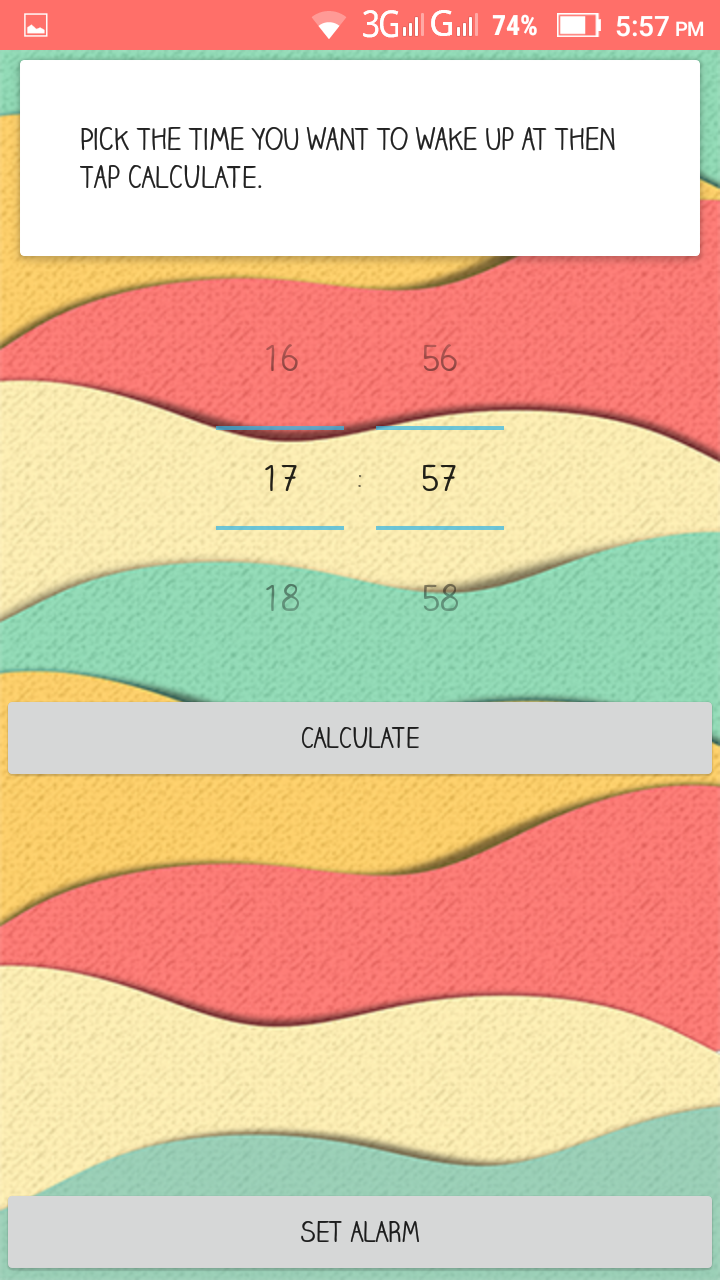 3G G 74% 5:57 PM
PICK THE TIME YOU WANT TO WAKE UP AT THEN
TAP CALCULATE.
16 56
17 : 57
18 58
CALCULATE
SET ALARM